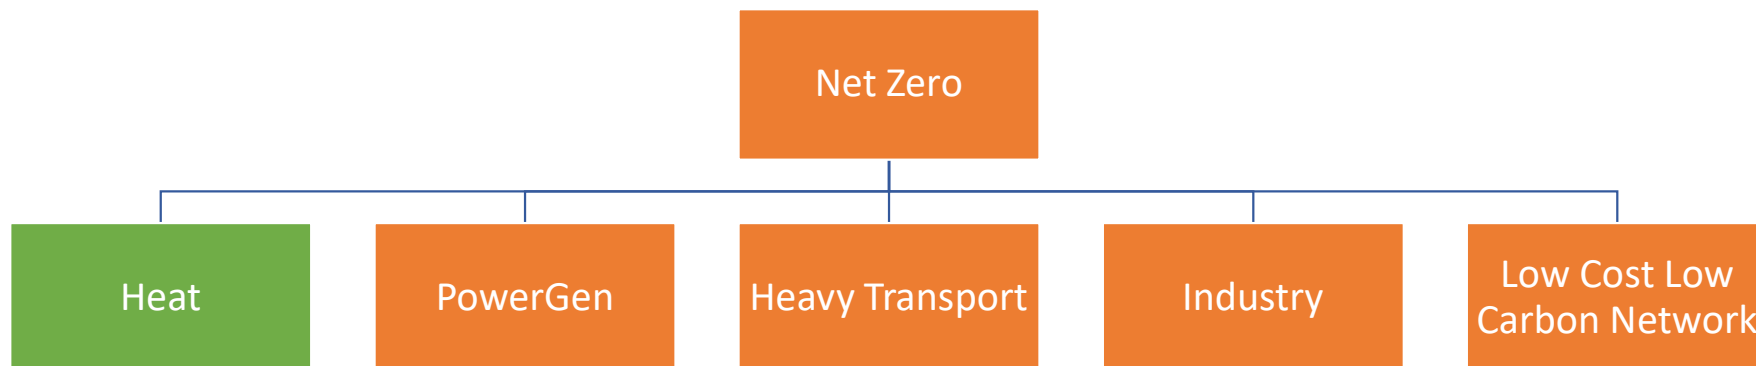 Net Zero
Heat
PowerGen
Heavy Transport
Industry
Low Cost Low
Carbon Network